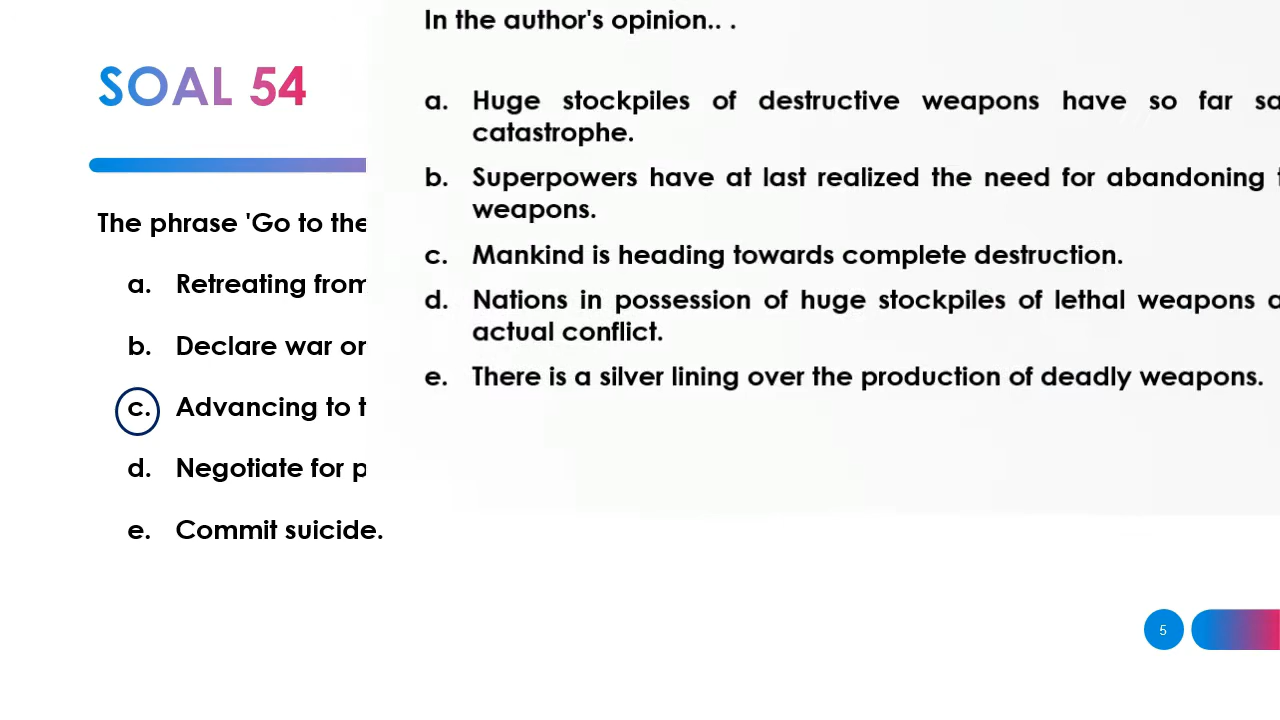 In the author's opinion.. .
SOAL 54
a. Huge stockpiles of destructive weapons have so far
catastrophe.
b. Superpowers have at last realized the need for abandoning
weapons.
c. Mankind is heading towards complete destruction.
d. Nations in possession of huge stockpiles of lethal weapons
actual conflict.
e. There is a silver lining over the production of deadly weapons.
The phrase 'Go to the
a. Retreating from
b. Declare war
c. Advancing to
d. Negotiate for
e. Commit suicide.
5